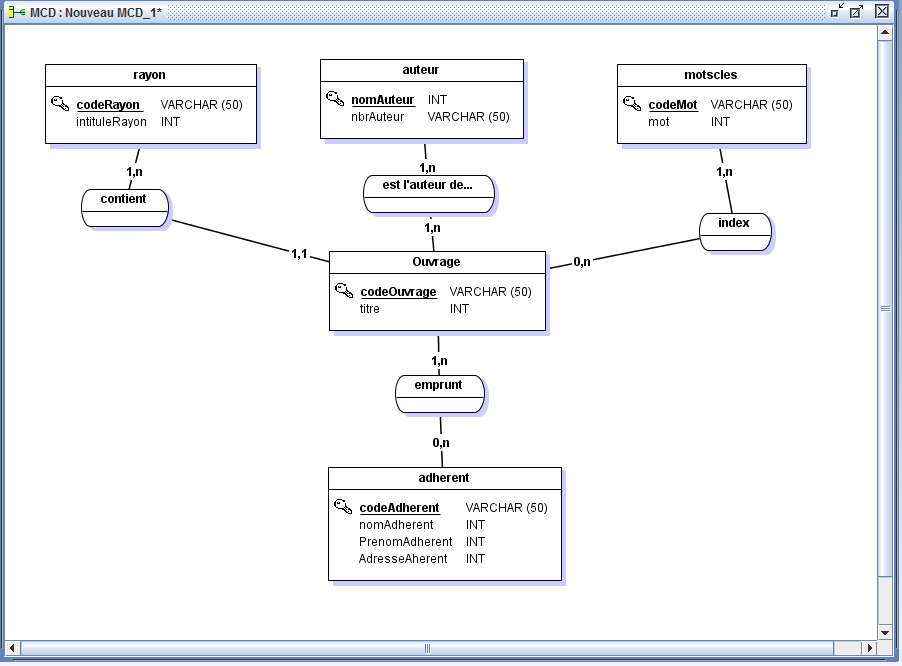 MCD : Nouveau MCD_1*
rayon
codeRayon VARCHAR (50)
intituleRayon INT
auteur
nomAuteur INT
nbrAuteur VARCHAR (50)
motscles
codeMot VARCHAR (50)
mot INT
1,n
1,n
1,n
contient
est l'auteur de...
index
1,1
1,n
0,n
Ouvrage
codeOuvrage VARCHAR (50)
titre INT
1,n
emprunt
0,n
adherent
codeAdherent VARCHAR (50)
nomAdherent INT
PrenomAdherent INT
AdresseAherent INT